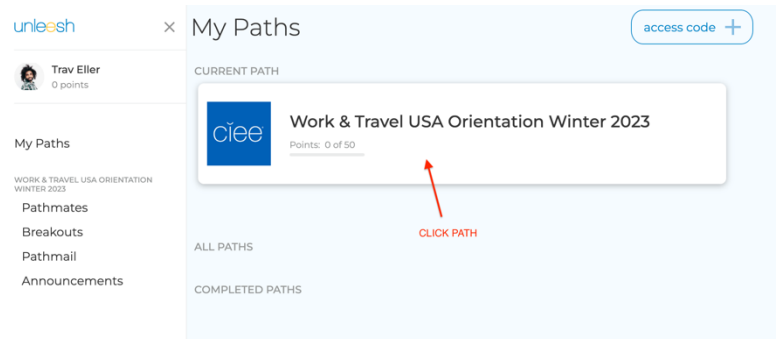 unleesh
×
Trav Eller
0 points
My Paths
WORK & TRAVEL USA ORIENTATION
WINTER 2023
Pathmates
Breakouts
Pathmail
Announcements
My Paths
access code +
CURRENT PATH
cĭee
Work & Travel USA Orientation Winter 2023
Points: 0 of 50
CLICK PATH
ALL PATHS
COMPLETED PATHS